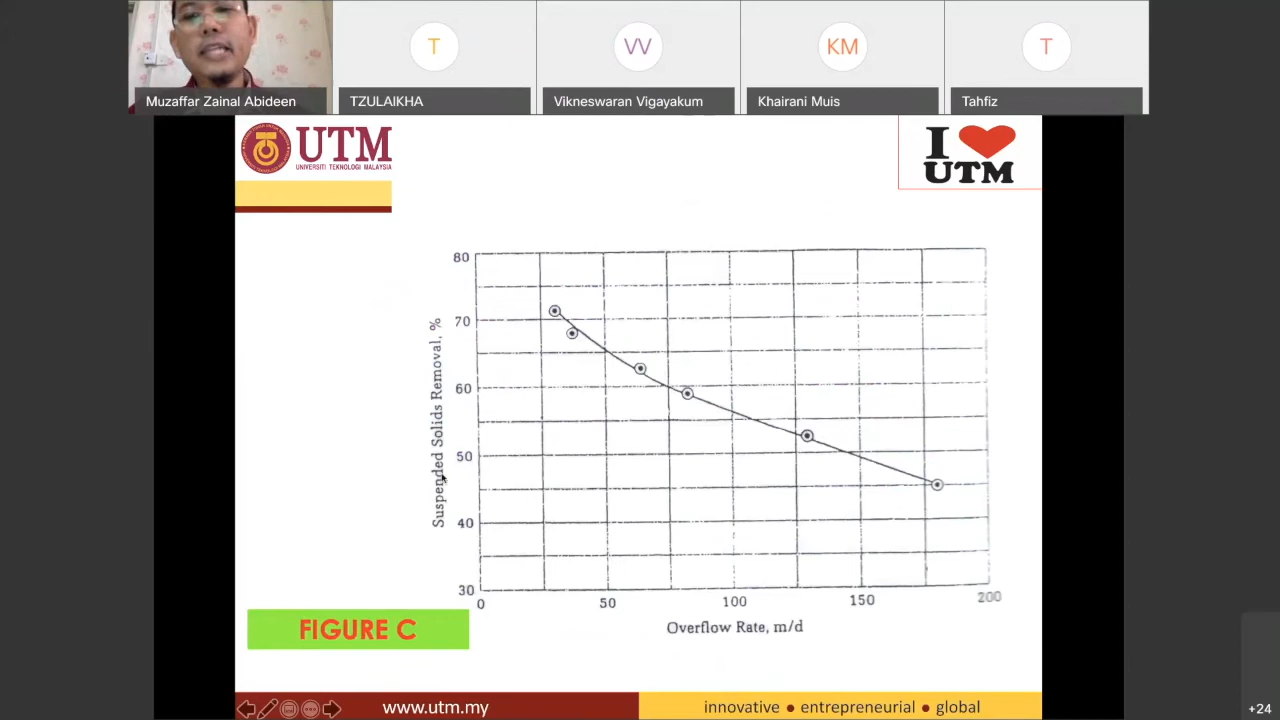 T
VV
KM
T
Muzaffar Zainal Abideen
TZULAIKHA
Vikneswaran Vigayakum
Khairani Muis
Tahfiz
UTM
UNIVERSITI TEKNOLOGI MALAYSIA
I
UTM
80
70
60
50
40
30
Suspended Solids Removal, %
0
50
100
150
200
Overflow Rate, m/d
FIGURE C
www.utm.my
innovative ● entrepreneurial ● global
+24